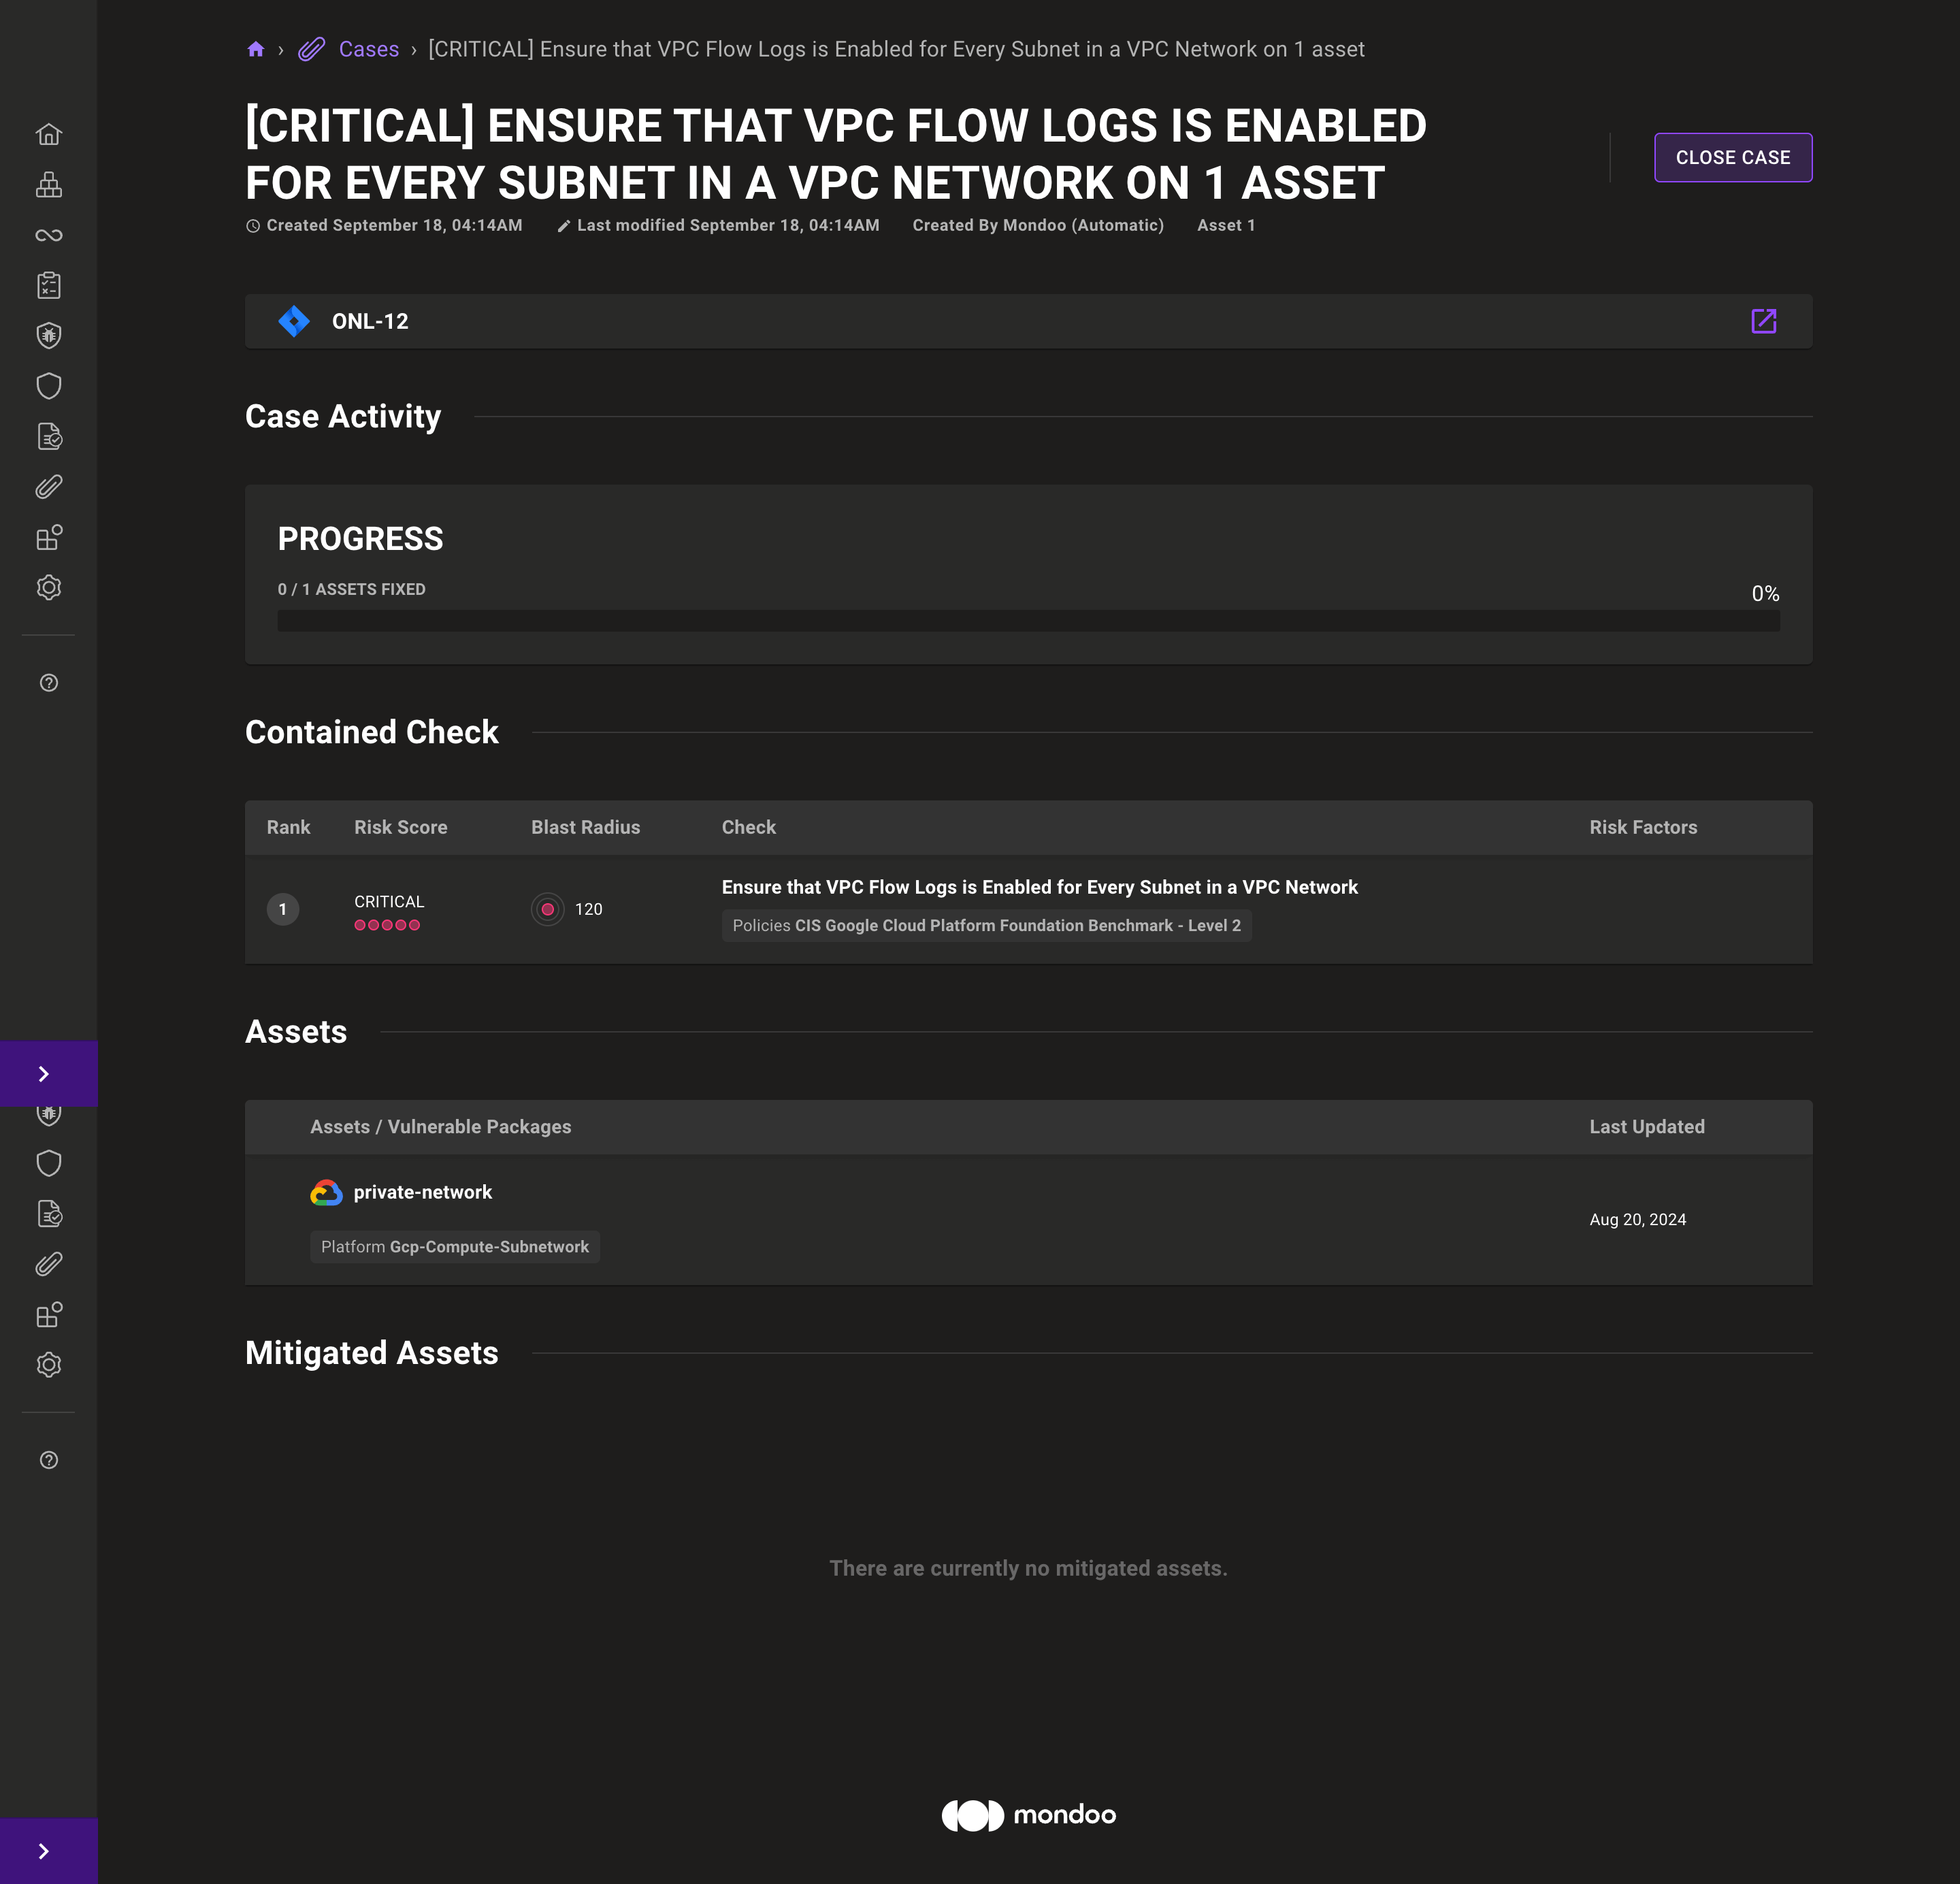 Cases › [CRITICAL] Ensure that VPC Flow Logs is Enabled for Every Subnet in a VPC Network on 1 asset
[CRITICAL] ENSURE THAT VPC FLOW LOGS IS ENABLED
FOR EVERY SUBNET IN A VPC NETWORK ON 1 ASSET
CLOSE CASE
Created September 18, 04:14AM Last modified September 18, 04:14AM Created By Mondoo (Automatic) Asset 1
ONL-12
Case Activity
PROGRESS
0 / 1 ASSETS FIXED 0%
Contained Check
Rank Risk Score Blast Radius Check Risk Factors
1 CRITICAL 120 Ensure that VPC Flow Logs is Enabled for Every Subnet in a VPC Network
Policies CIS Google Cloud Platform Foundation Benchmark - Level 2
Assets
Assets / Vulnerable Packages Last Updated
private-network
Aug 20, 2024
Platform Gcp-Compute-Subnetwork
Mitigated Assets
There are currently no mitigated assets.
mondoo